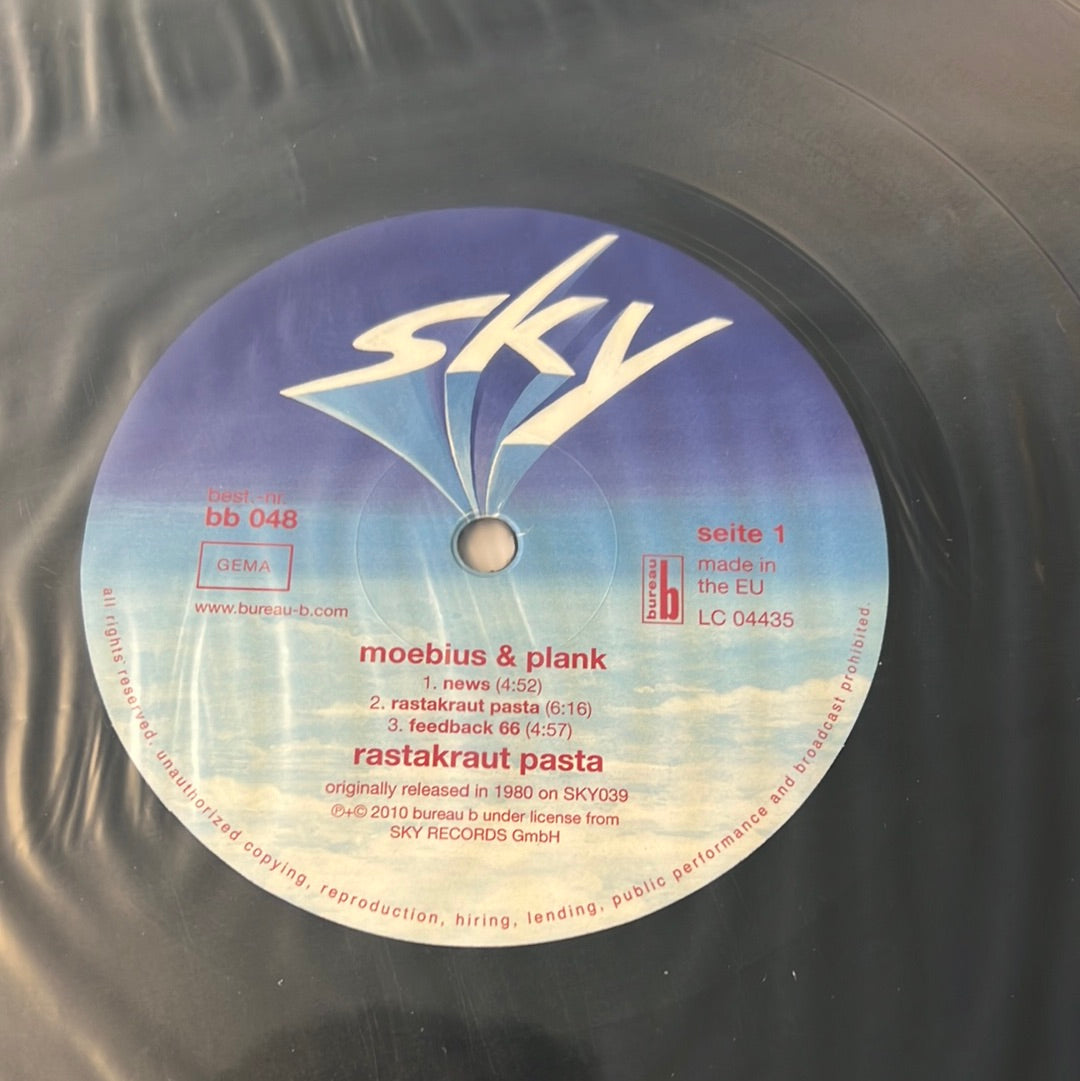 sky
best.-nr.
bb 048
GEMA
www.bureau-b.com
seite 1
bureau b
made in
the EU
LC 04435
moebius & plank
1. news (4:52)
2. rastakraut pasta (6:16)
3. feedback 66 (4:57)
rastakraut pasta
originally released in 1980 on SKY039
℗+© 2010 bureau b under license from
SKY RECORDS GmbH
all rights reserved. unauthorized copying, reproduction, hiring, lending, public performance and broadcast prohibited.